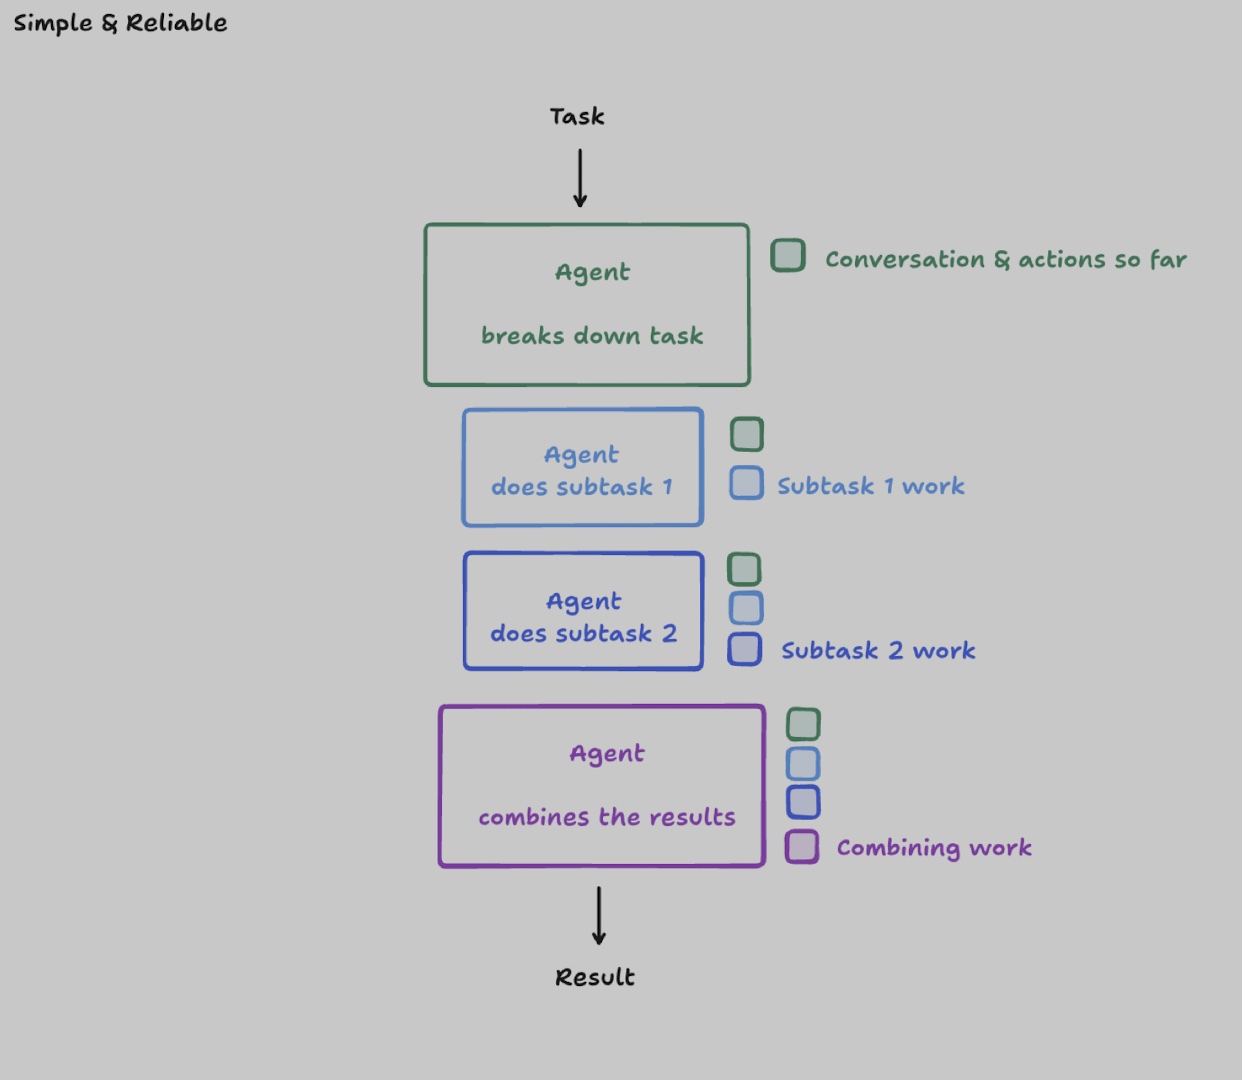 Simple & Reliable
Task
Agent
breaks down task
Conversation & actions so far
Agent
does subtask 1
Subtask 1 work
Agent
does subtask 2
Subtask 2 work
Agent
combines the results
Combining work
Result